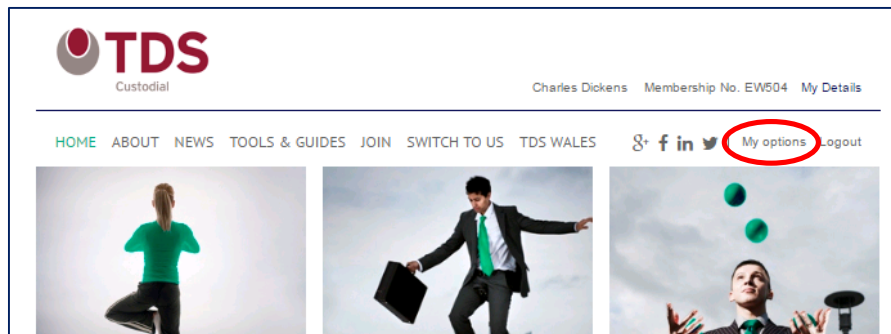 TDS
Custodial
Charles Dickens Membership No. EW504 My Details
HOME ABOUT NEWS TOOLS & GUIDES JOIN SWITCH TO US TDS WALES g+ f in My options Logout